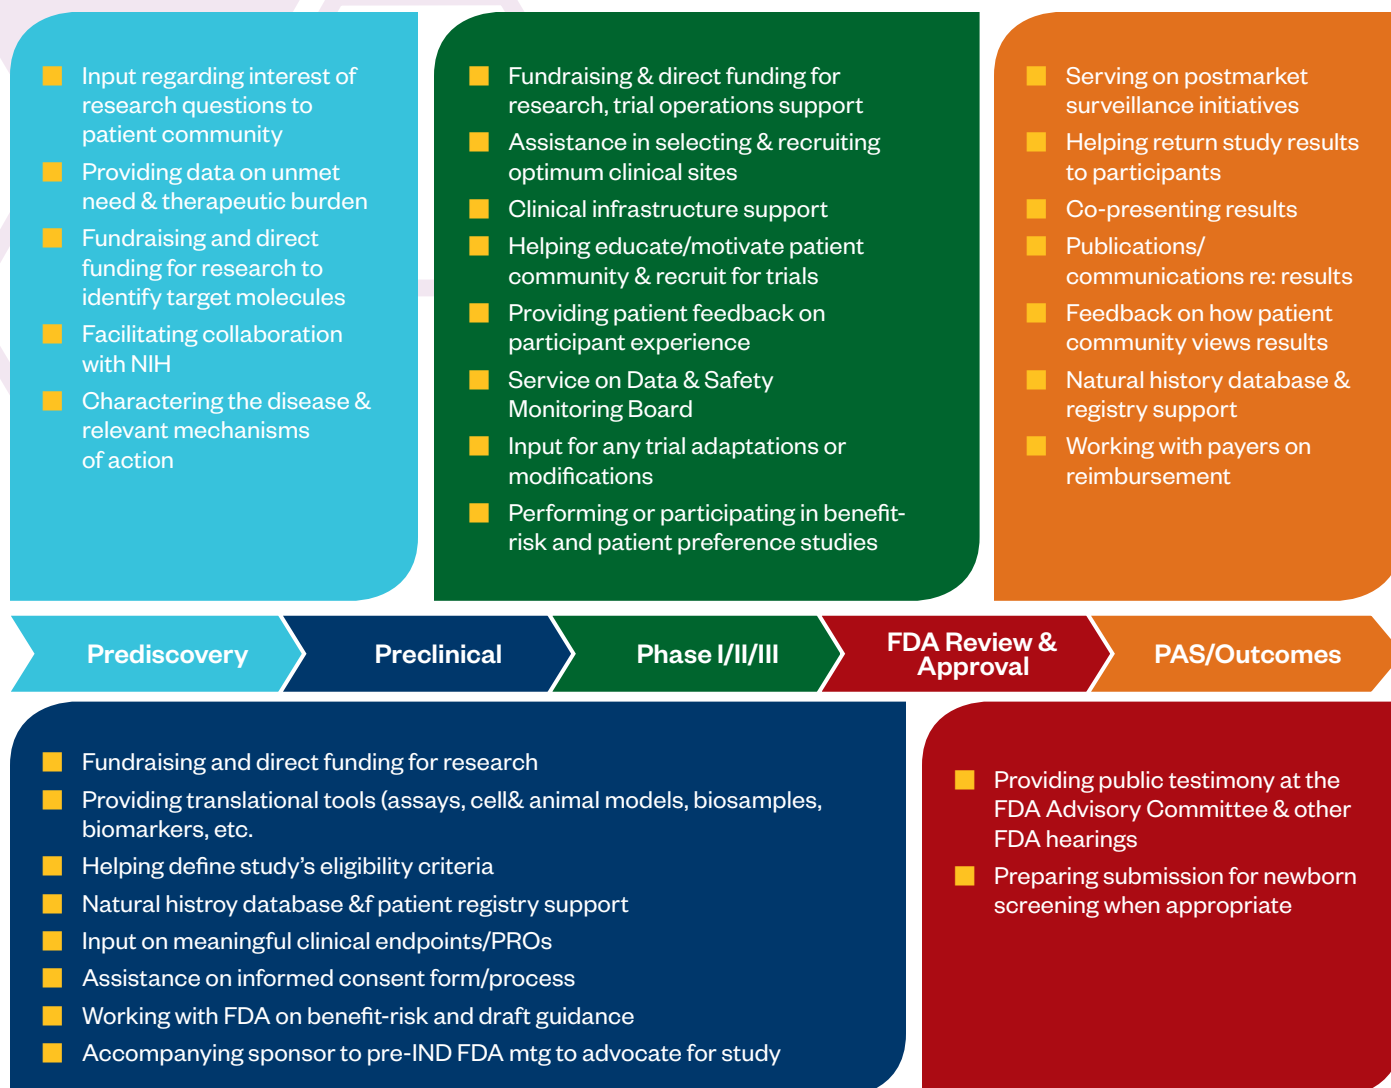 Input regarding interest of
research questions to
patient community
Providing data on unmet
need & therapeutic burden
Fundraising and direct
funding for research to
identify target molecules
Facilitating collaboration
with NIH
Charactering the disease &
relevant mechanisms
of action
Fundraising & direct funding for
research, trial operations support
Assistance in selecting & recruiting
optimum clinical sites
Clinical infrastructure support
Helping educate/motivate patient
community & recruit for trials
Providing patient feedback on
participant experience
Service on Data & Safety
Monitoring Board
Input for any trial adaptations or
modifications
Performing or participating in benefit-
risk and patient preference studies
Serving on postmarket
surveillance initiatives
Helping return study results
to participants
Co-presenting results
Publications/
communications re: results
Feedback on how patient
community views results
Natural history database &
registry support
Working with payers on
reimbursement
Prediscovery
Preclinical
Phase I/II/III
FDA Review &
Approval
PAS/Outcomes
Fundraising and direct funding for research
Providing translational tools (assays, cell& animal models, biosamples,
biomarkers, etc.
Helping define study's eligibility criteria
Natural histroy database &f patient registry support
Input on meaningful clinical endpoints/PROs
Assistance on informed consent form/process
Working with FDA on benefit-risk and draft guidance
Accompanying sponsor to pre-IND FDA mtg to advocate for study
Providing public testimony at the
FDA Advisory Committee & other
FDA hearings
Preparing submission for newborn
screening when appropriate